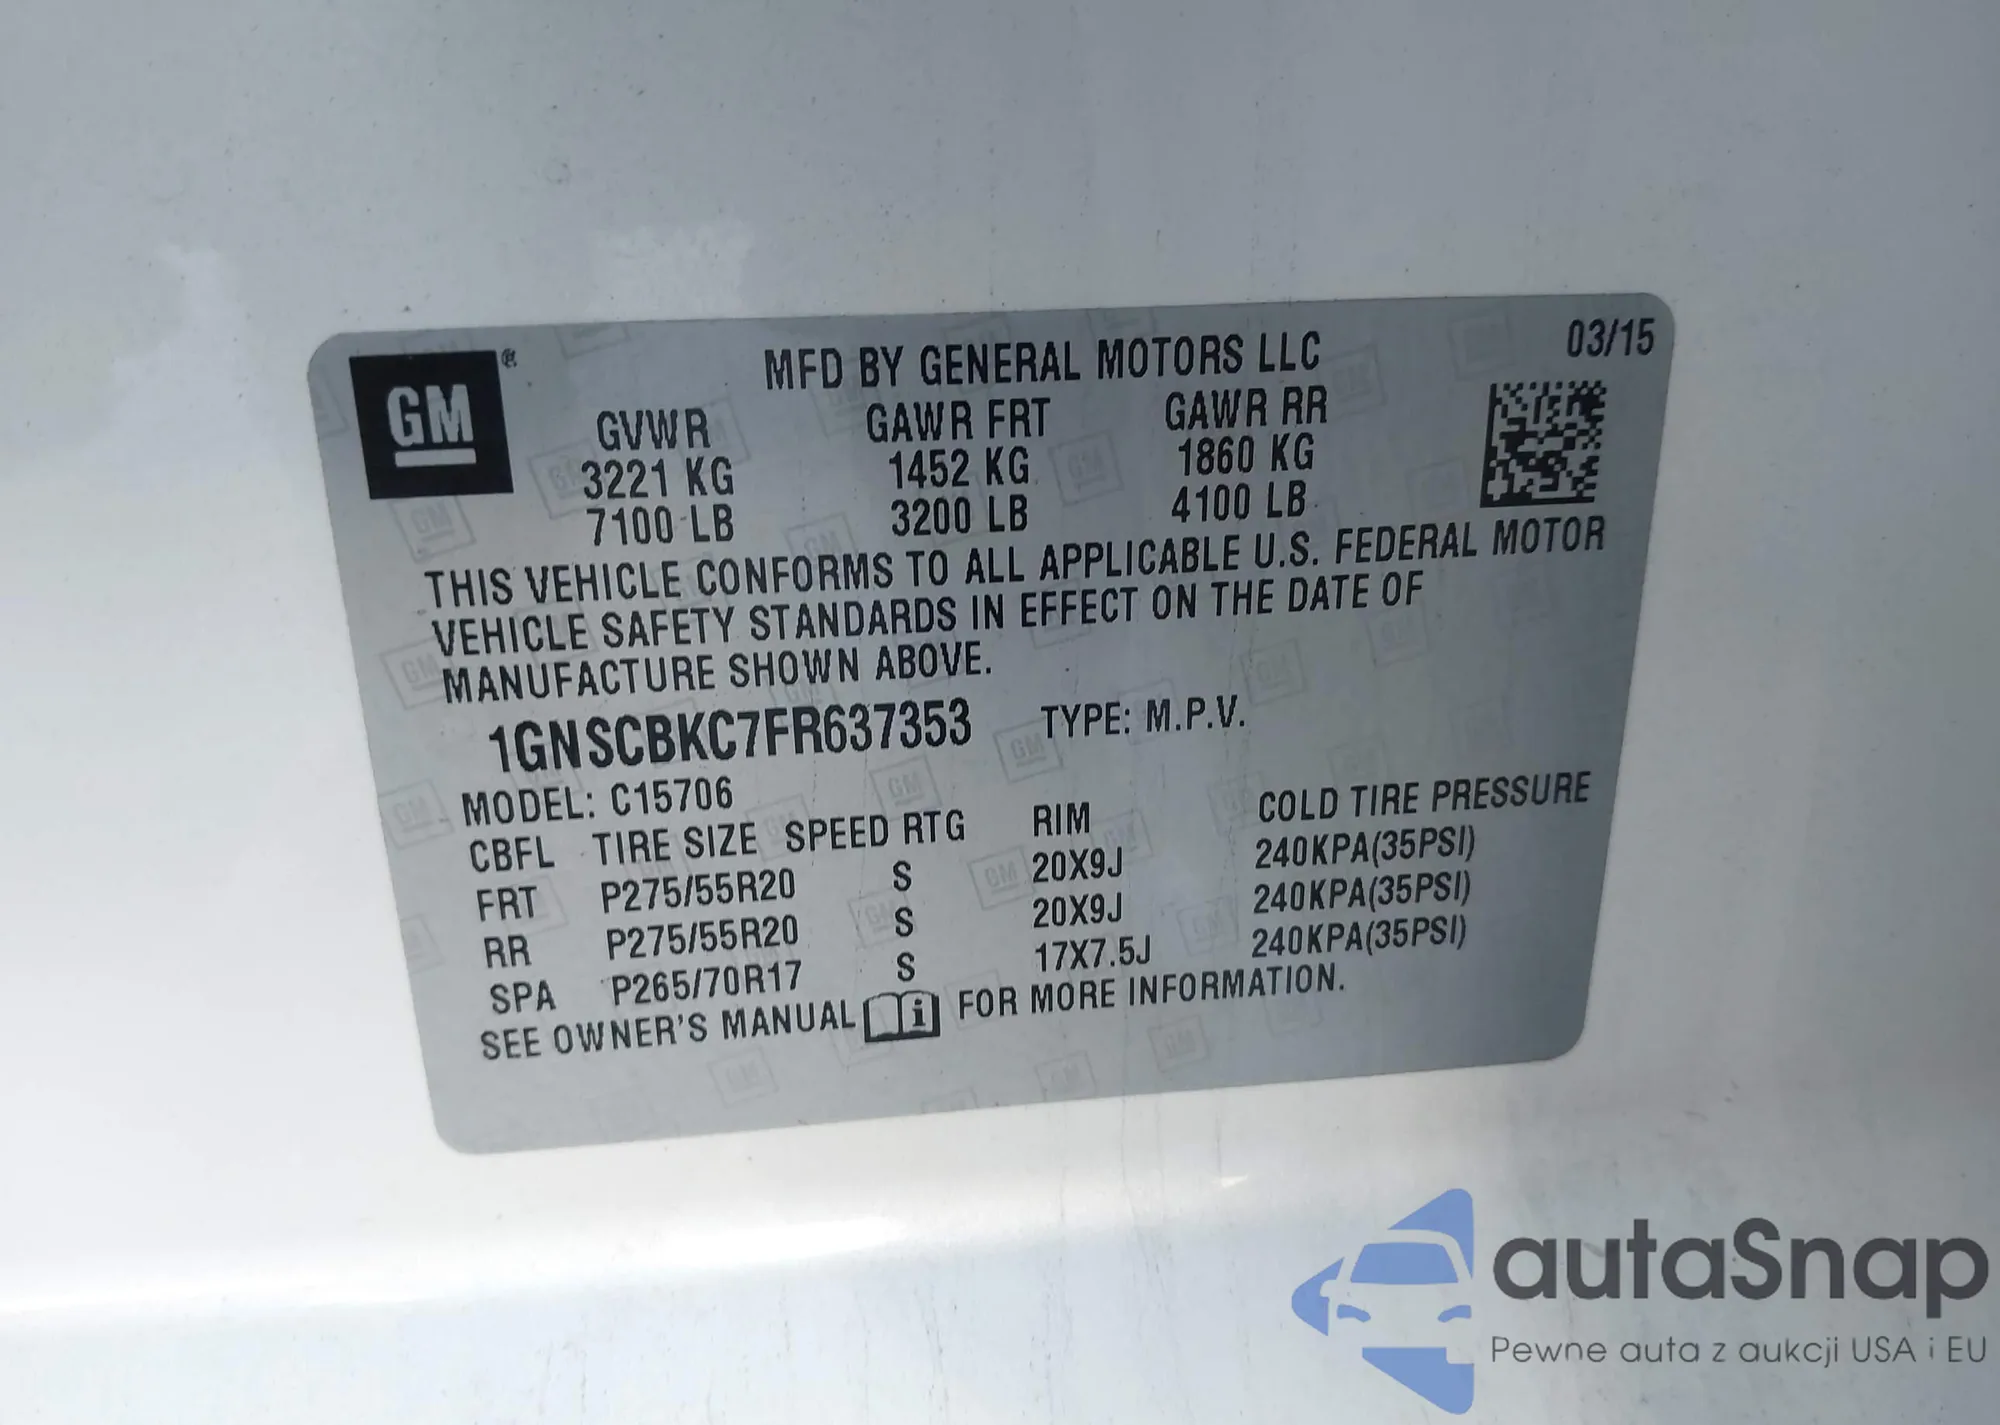 MFD BY GENERAL MOTORS LLC 03/15
GM ®
GVWR GAWR FRT GAWR RR
3221 KG 1452 KG 1860 KG
7100 LB 3200 LB 4100 LB
THIS VEHICLE CONFORMS TO ALL APPLICABLE U.S. FEDERAL MOTOR
VEHICLE SAFETY STANDARDS IN EFFECT ON THE DATE OF
MANUFACTURE SHOWN ABOVE.
1GNSCBKC7FR637353 TYPE: M.P.V.
MODEL: C15706
CBFL TIRE SIZE SPEED RTG RIM COLD TIRE PRESSURE
FRT P275/55R20 S 20X9J 240KPA(35PSI)
RR P275/55R20 S 20X9J 240KPA(35PSI)
SPA P265/70R17 S 17X7.5J 240KPA(35PSI)
SEE OWNER'S MANUAL i FOR MORE INFORMATION.
autaSnap
Pewne auta z aukcji USA i EU